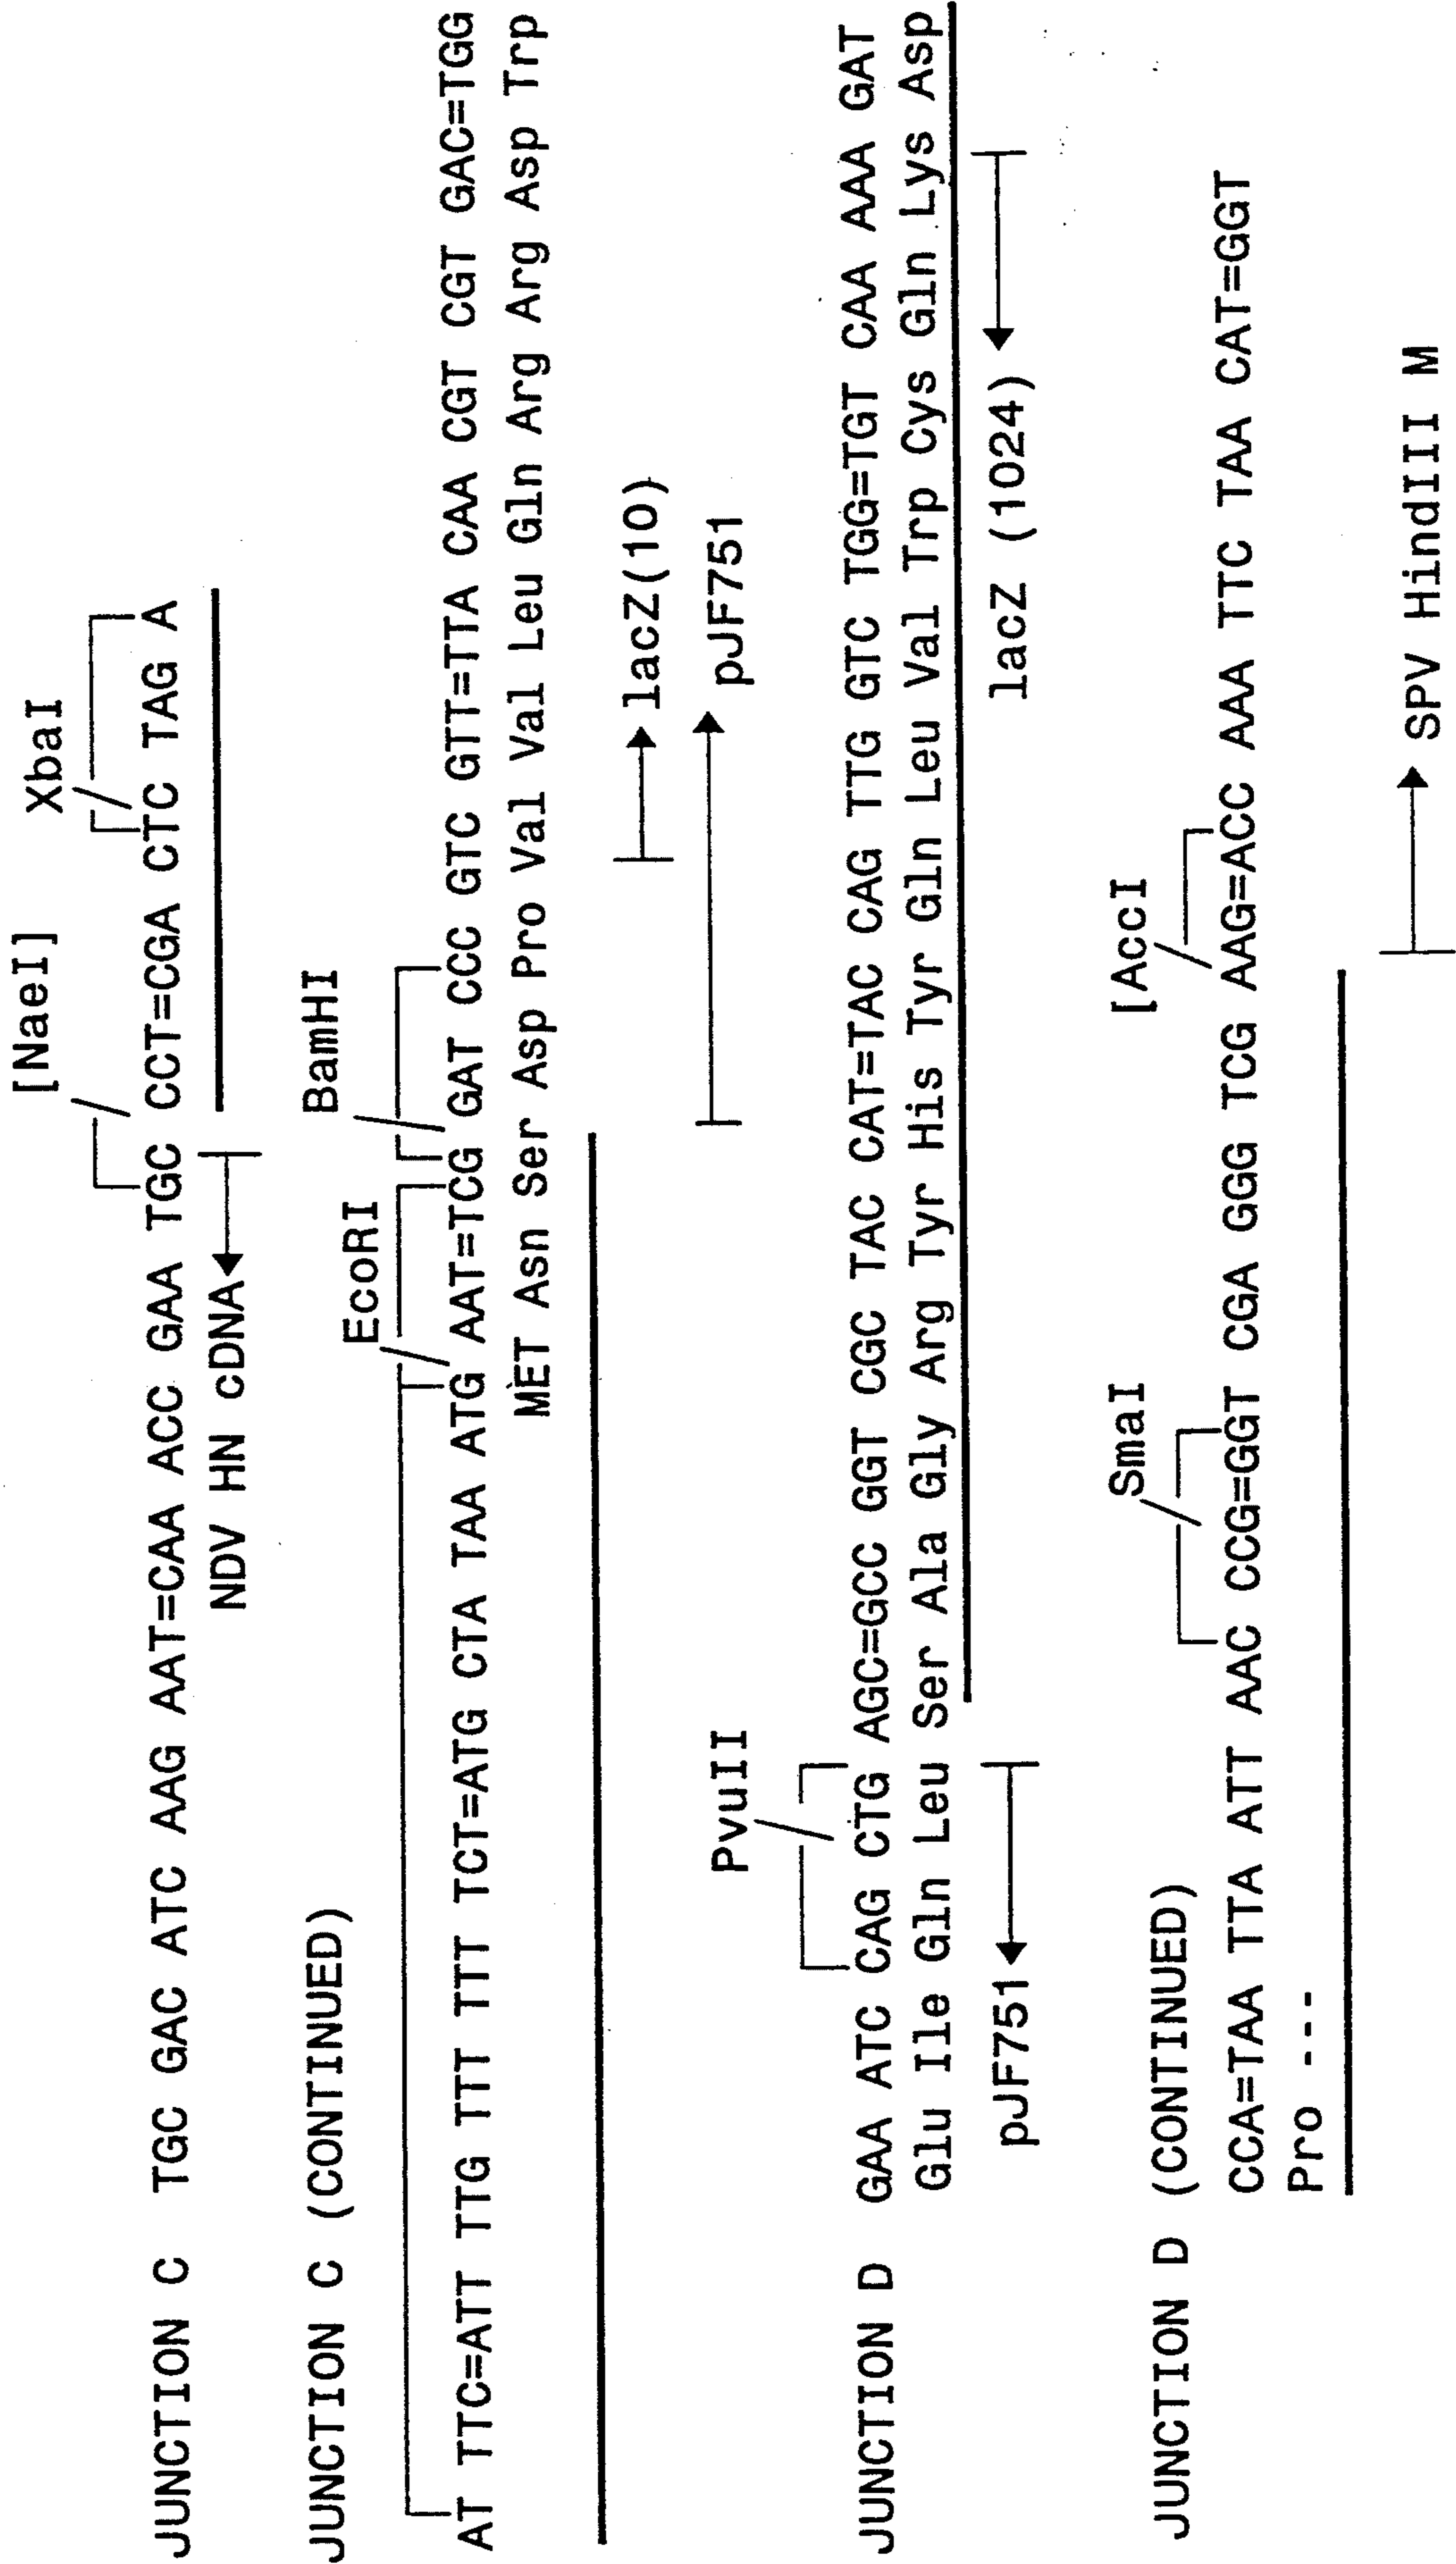 [NaeI] XbaI
JUNCTION C TGC GAC ATC AAG AAT=CAA ACC GAA TGC CCT=CGA CTC TAG A
NDV HN cDNA
JUNCTION C (CONTINUED)
EcoRI BamHI
AT TTC=ATT TTG TTT TTT TCT=ATG CTA TAA ATG AAT=TCG GAT CCC GTC GTT=TTA CAA CGT CGT GAC=TGG
MET Asn Ser Asp Pro Val Val Leu Gln Arg Arg Asp Trp
lacZ(10)
pJF751
PvuII
JUNCTION D GAA ATC CAG CTG AGC=GCC GGT CGC TAC CAT=TAC CAG TTG GTC TGG=TGT CAA AAA GAT
Glu Ile Gln Leu Ser Ala Gly Arg Tyr His Tyr Gln Leu Val Trp Cys Gln Lys Asp
pJF751 lacZ (1024)
JUNCTION D (CONTINUED)
SmaI [AccI
CCA=TAA TTA ATT AAC CCG=GGT CGA GGG TCG AAG=ACC AAA TTC TAA CAT=GGT
Pro ---
SPV HindIII M